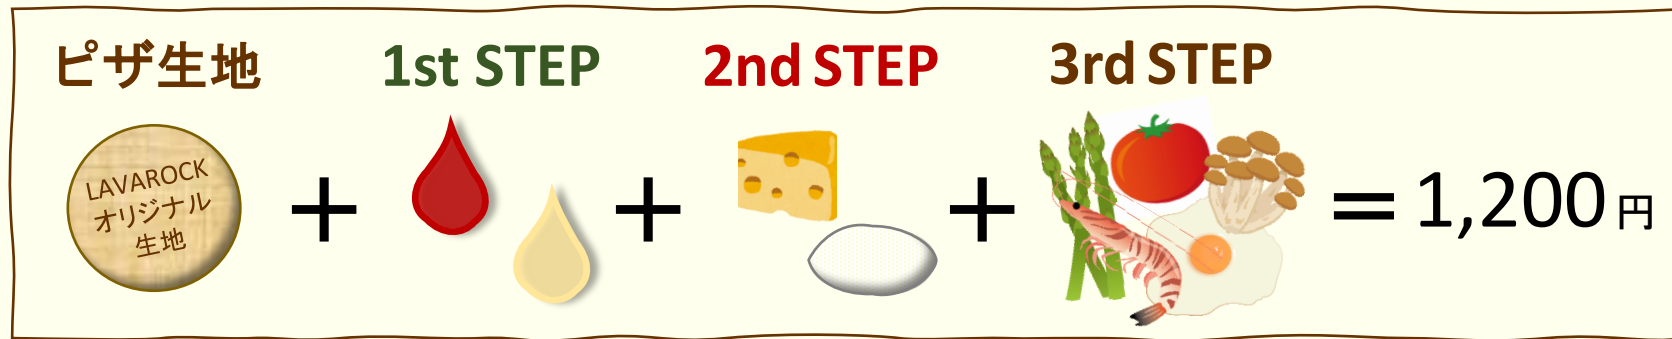 ピザ生地
1st STEP
2nd STEP
3rd STEP
LAVAROCK
オリジナル
生地
+
+
+
=1,200円